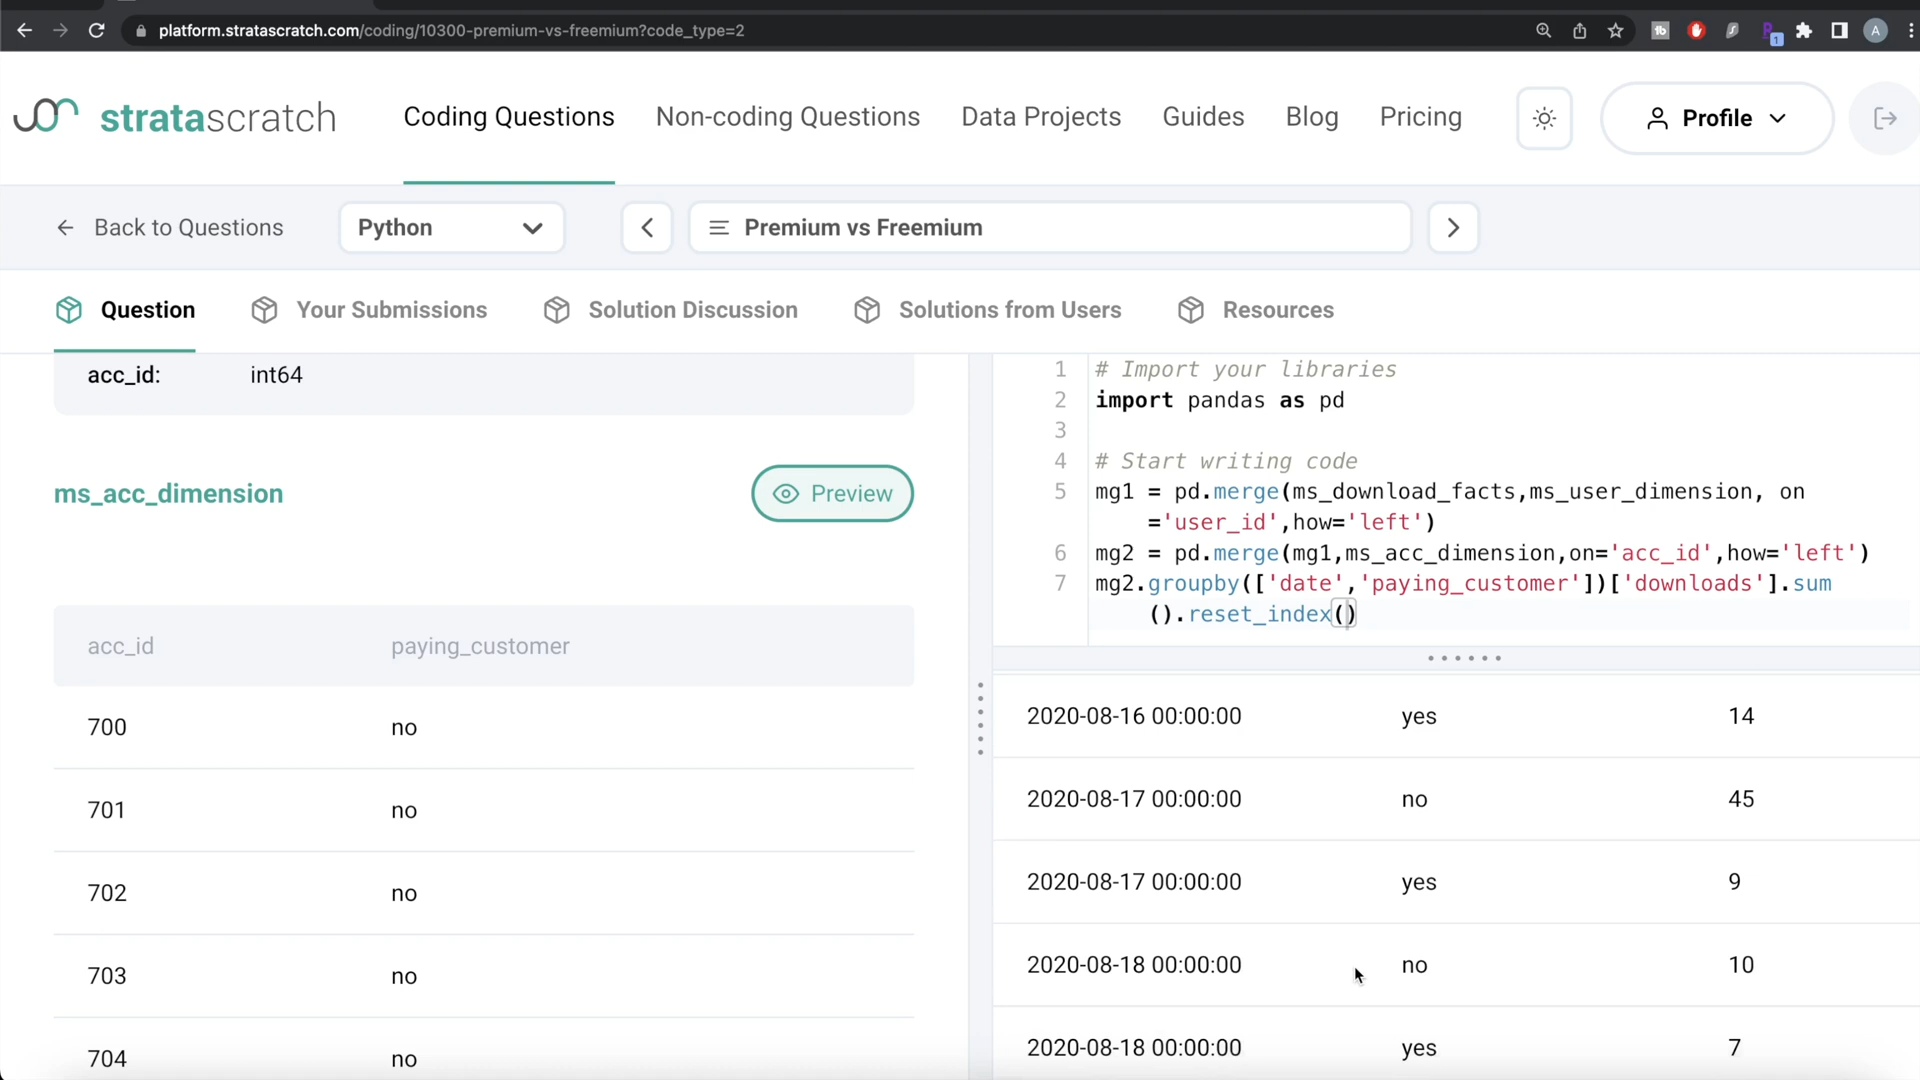 platform.stratascratch.com/coding/10300-premium-vs-freemium?code_type=2
1
A
stratascratch
Coding Questions
Non-coding Questions
Data Projects
Guides
Blog
Pricing
Profile
Back to Questions
Python
Premium vs Freemium
Question
Your Submissions
Solution Discussion
Solutions from Users
Resources
acc_id: int64
ms_acc_dimension
Preview
acc_id paying_customer
700 no
701 no
702 no
703 no
704 no
1 # Import your libraries
2 import pandas as pd
3
4 # Start writing code
5 mg1 = pd.merge(ms_download_facts,ms_user_dimension, on
='user_id',how='left')
6 mg2 = pd.merge(mg1,ms_acc_dimension,on='acc_id',how='left')
7 mg2.groupby(['date','paying_customer'])['downloads'].sum
().reset_index()
2020-08-16 00:00:00 yes 14
2020-08-17 00:00:00 no 45
2020-08-17 00:00:00 yes 9
2020-08-18 00:00:00 no 10
2020-08-18 00:00:00 yes 7